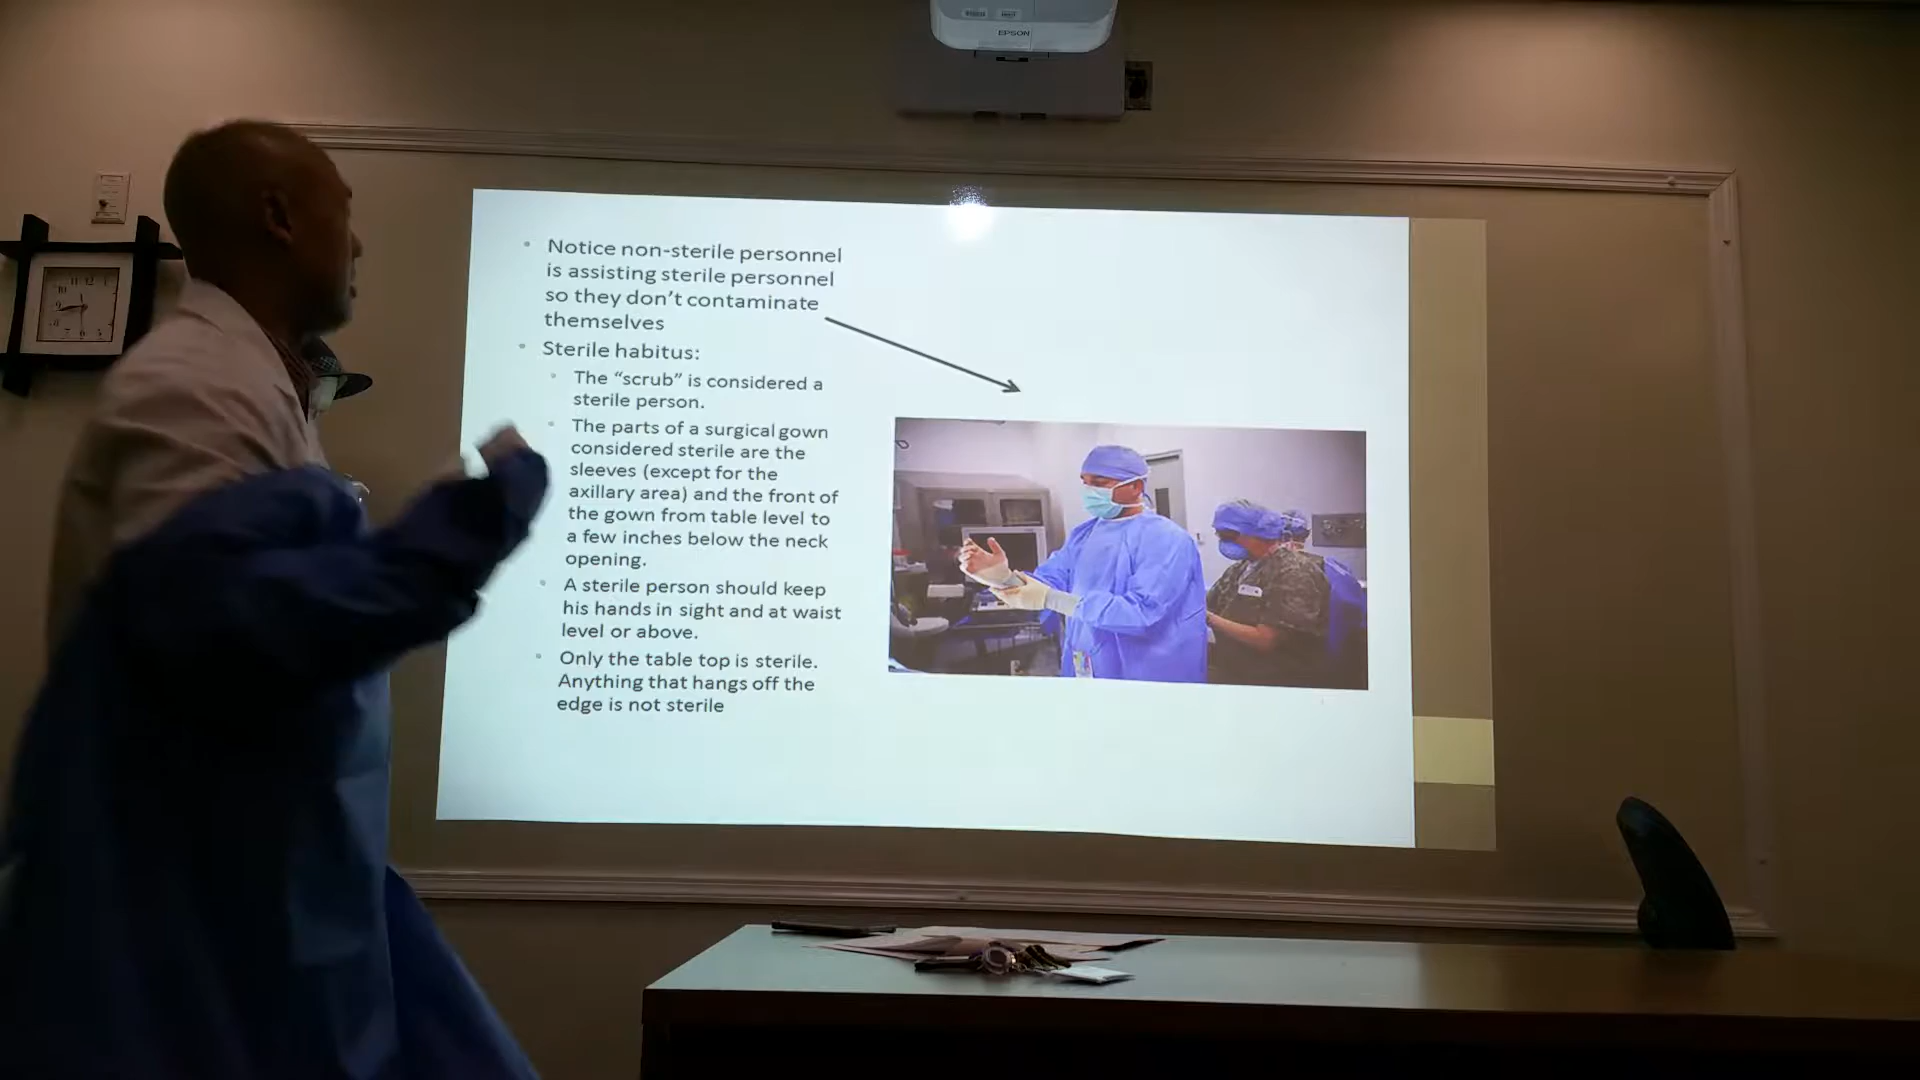 EPSON
Notice non-sterile personnel
is assisting sterile personnel
so they don't contaminate
themselves
Sterile habitus:
The "scrub" is considered a
sterile person.
The parts of a surgical gown
considered sterile are the
sleeves (except for the
axillary area) and the front of
the gown from table level to
a few inches below the neck
opening.
A sterile person should keep
his hands in sight and at waist
level or above.
Only the table top is sterile.
Anything that hangs off the
edge is not sterile